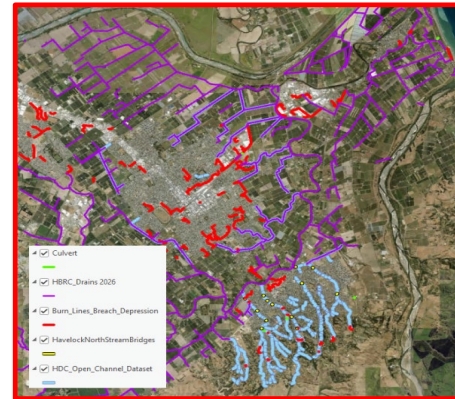 Culvert
HBRC_Drains 2026
Burn_Lines_Breach_Depression
HavelockNorthStreamBridges
HDC_Open_Channel_Dataset